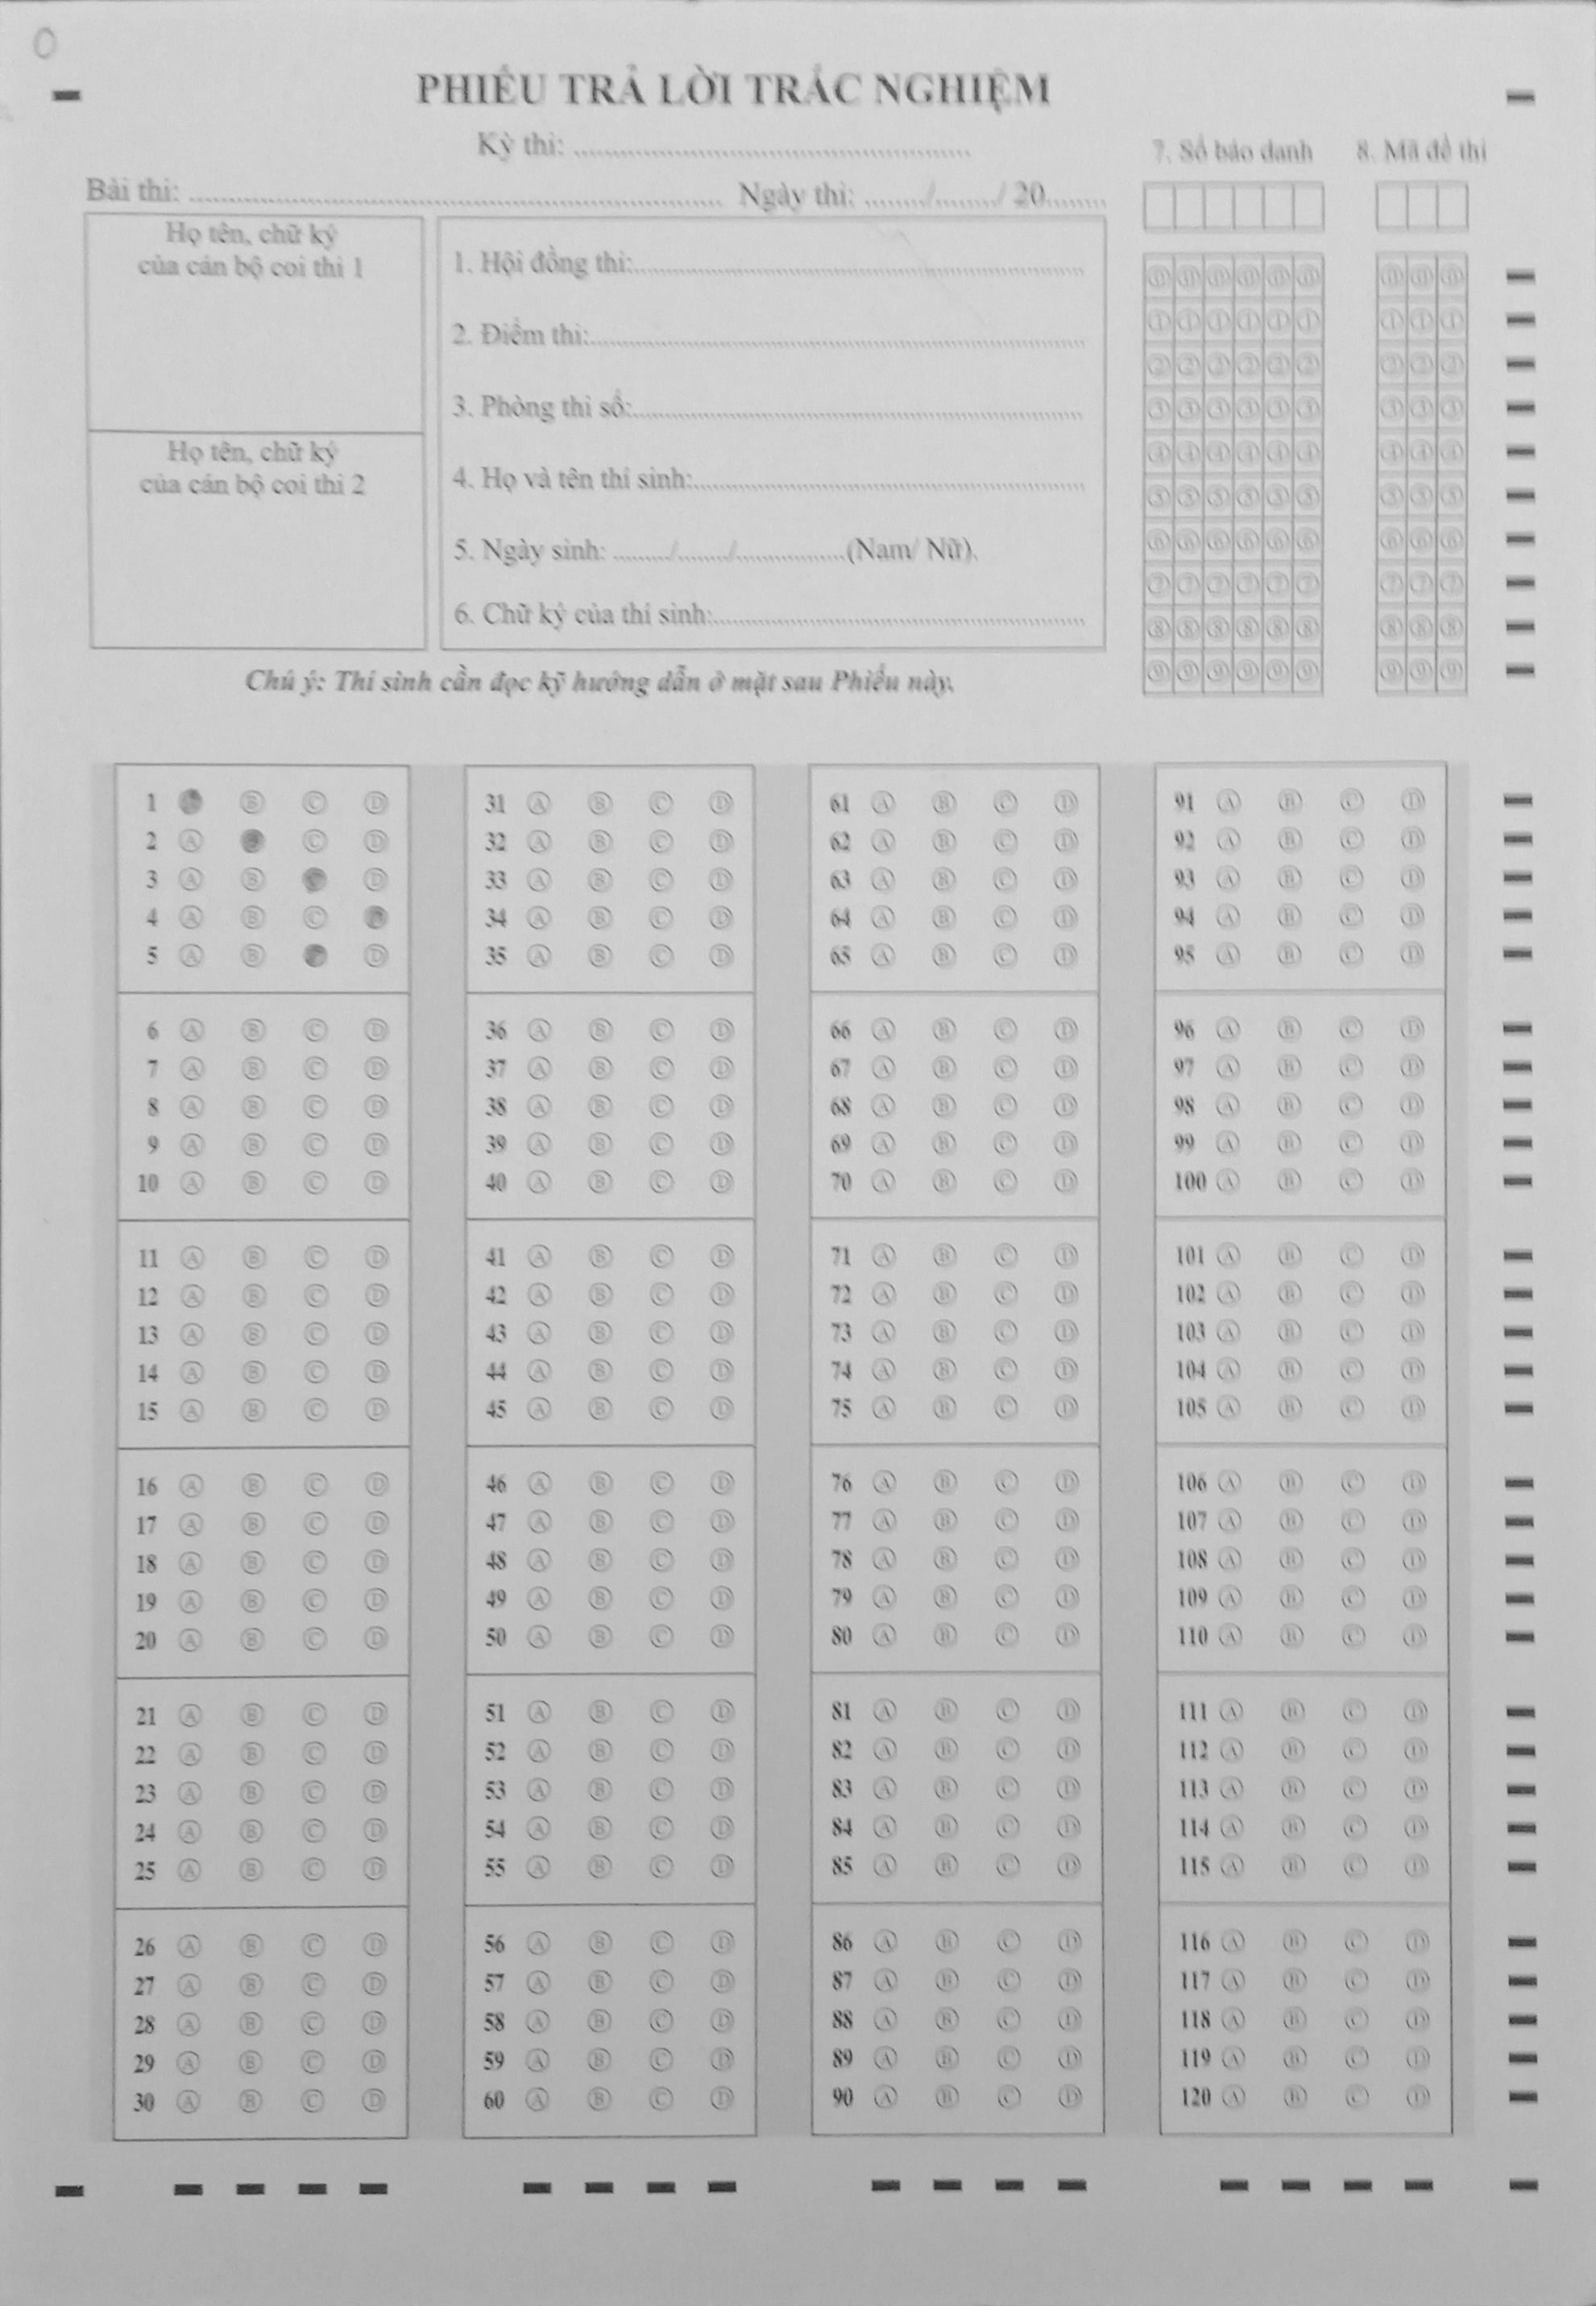 O
PHIẾU TRẢ LỜI TRẮC NGHIỆM
Kỳ thi: ..................................................
Bài thi: .................................................................. Ngày thi: ......../......../ 20........
7. Số báo danh
8. Mã đề thi
Họ tên, chữ ký
của cán bộ coi thi 1
Họ tên, chữ ký
của cán bộ coi thi 2
1. Hội đồng thi:..........................................................
2. Điểm thi:..........................................................
3. Phòng thi số:..........................................................
4. Họ và tên thí sinh:..................................................
5. Ngày sinh: ......../......../................(Nam/ Nữ).
6. Chữ ký của thí sinh:..................................................
0 0 0 0 0 0 0 0 0
1 1 1 1 1 1 1 1 1
2 2 2 2 2 2 2 2 2
3 3 3 3 3 3 3 3 3
4 4 4 4 4 4 4 4 4
5 5 5 5 5 5 5 5 5
6 6 6 6 6 6 6 6 6
7 7 7 7 7 7 7 7 7
8 8 8 8 8 8 8 8 8
9 9 9 9 9 9 9 9 9
Chú ý: Thí sinh cần đọc kỹ hướng dẫn ở mặt sau Phiếu này.
1 B C D
2 A C D
3 A B D
4 A B C
5 A B D
6 A B C D
7 A B C D
8 A B C D
9 A B C D
10 A B C D
11 A B C D
12 A B C D
13 A B C D
14 A B C D
15 A B C D
16 A B C D
17 A B C D
18 A B C D
19 A B C D
20 A B C D
21 A B C D
22 A B C D
23 A B C D
24 A B C D
25 A B C D
26 A B C D
27 A B C D
28 A B C D
29 A B C D
30 A B C D
31 A B C D
32 A B C D
33 A B C D
34 A B C D
35 A B C D
36 A B C D
37 A B C D
38 A B C D
39 A B C D
40 A B C D
41 A B C D
42 A B C D
43 A B C D
44 A B C D
45 A B C D
46 A B C D
47 A B C D
48 A B C D
49 A B C D
50 A B C D
51 A B C D
52 A B C D
53 A B C D
54 A B C D
55 A B C D
56 A B C D
57 A B C D
58 A B C D
59 A B C D
60 A B C D
61 A B C D
62 A B C D
63 A B C D
64 A B C D
65 A B C D
66 A B C D
67 A B C D
68 A B C D
69 A B C D
70 A B C D
71 A B C D
72 A B C D
73 A B C D
74 A B C D
75 A B C D
76 A B C D
77 A B C D
78 A B C D
79 A B C D
80 A B C D
81 A B C D
82 A B C D
83 A B C D
84 A B C D
85 A B C D
86 A B C D
87 A B C D
88 A B C D
89 A B C D
90 A B C D
91 A B C D
92 A B C D
93 A B C D
94 A B C D
95 A B C D
96 A B C D
97 A B C D
98 A B C D
99 A B C D
100 A B C D
101 A B C D
102 A B C D
103 A B C D
104 A B C D
105 A B C D
106 A B C D
107 A B C D
108 A B C D
109 A B C D
110 A B C D
111 A B C D
112 A B C D
113 A B C D
114 A B C D
115 A B C D
116 A B C D
117 A B C D
118 A B C D
119 A B C D
120 A B C D